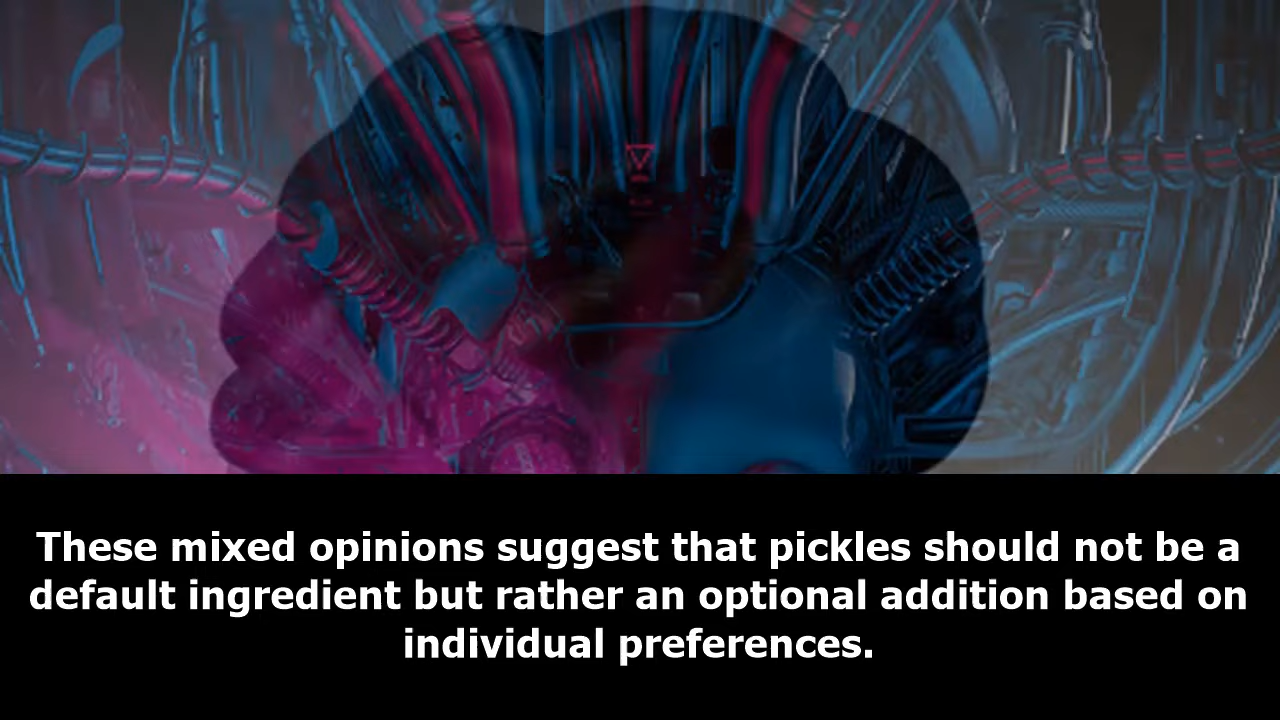 These mixed opinions suggest that pickles should not be a
default ingredient but rather an optional addition based on
individual preferences.